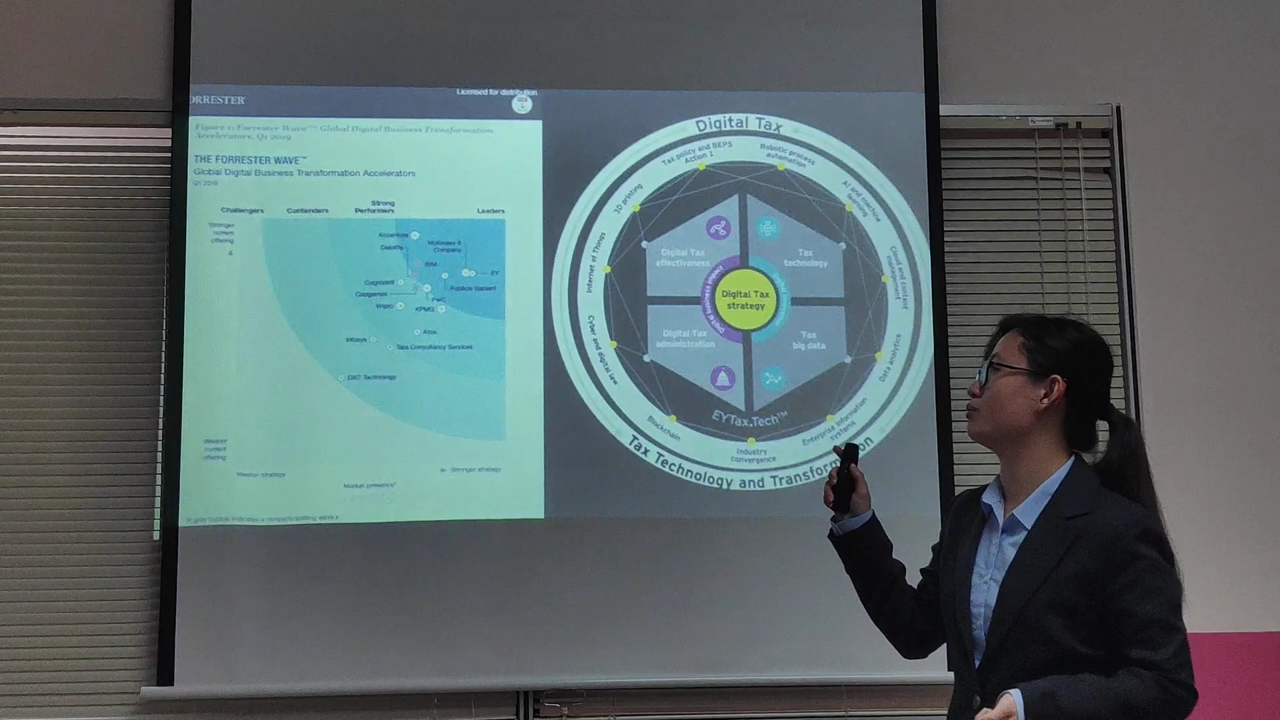 ORRESTER
Licensed for distribution
Figure 1: Forrester Wave™: Global Digital Business Transformation
Accelerators, Q1 2019
THE FORRESTER WAVE™
Global Digital Business Transformation Accelerators
Q1 2019
Challengers
Contenders
Strong
Performers
Leaders
Stronger
current
offering
Accenture
Deloitte
McKinsey &
Company
IBM
EY
Cognizant
Publicis Sapient
Capgemini
PwC
Wipro
KPMG
Atos
Infosys
Tata Consultancy Services
DXC Technology
Weaker
current
offering
Weaker strategy
Stronger strategy
Market presence
Digital Tax
Tax policy and BEPS
Action 1
Robotic process
automation
3D printing
AI and machine
learning
Internet of Things
Cloud and content
management
Cyber and digital law
Data analytics
Blockchain
Enterprise information
systems
Industry
convergence
Digital Tax
effectiveness
Tax
technology
Digital business impact
Digital Tax
strategy
Digital Tax
administration
Tax
big data
EYTax.Tech™
Tax Technology and Transformation